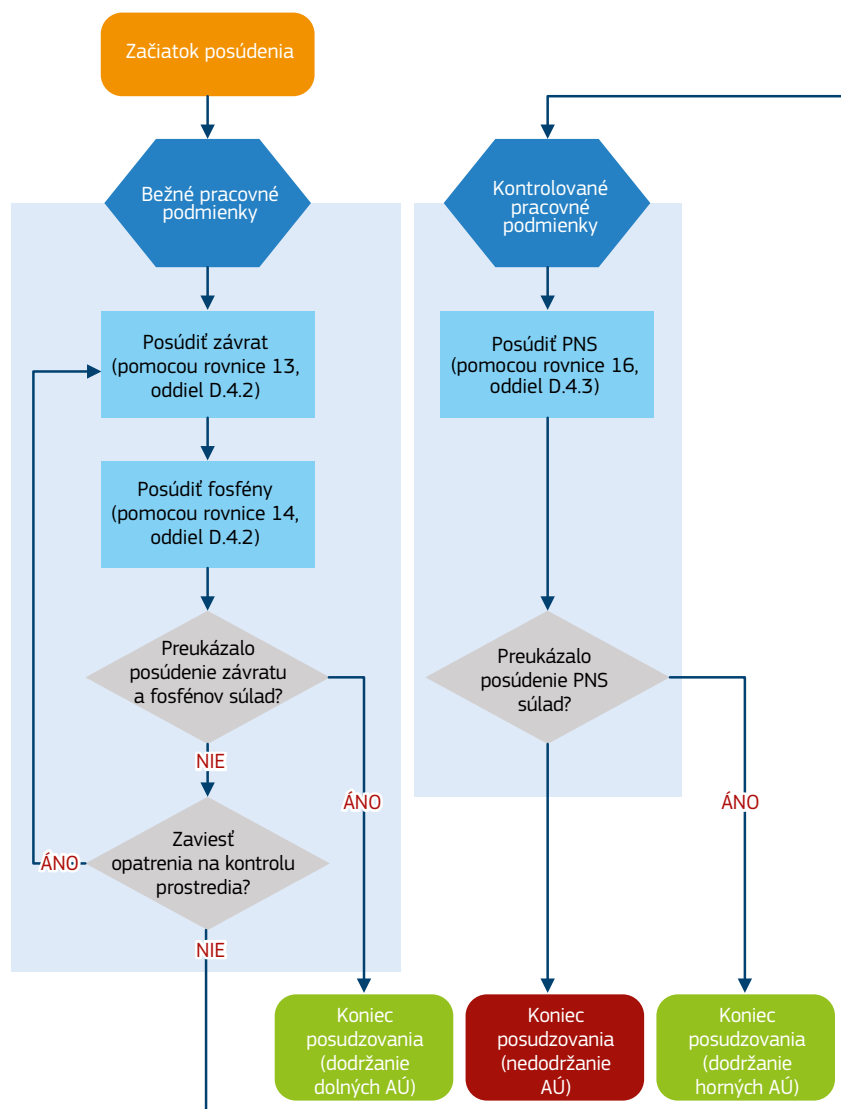 Začiatok posúdenia
Bežné pracovné
podmienky
Posúdiť závrat
(pomocou rovnice 13,
oddiel D.4.2)
Posúdiť fosfény
(pomocou rovnice 14,
oddiel D.4.2)
Preukázalo
posúdenie závratu
a fosfénov súlad?
NIE
ÁNO
Zaviesť
opatrenia na kontrolu
prostredia?
ÁNO
NIE
Kontrolované
pracovné
podmienky
Posúdiť PNS
(pomocou rovnice 16,
oddiel D.4.3)
Preukázalo
posúdenie PNS
súlad?
ÁNO
Koniec
posudzovania
(dodržanie
dolných AÚ)
Koniec
posudzovania
(nedodržanie
AÚ)
Koniec
posudzovania
(dodržanie
horných AÚ)